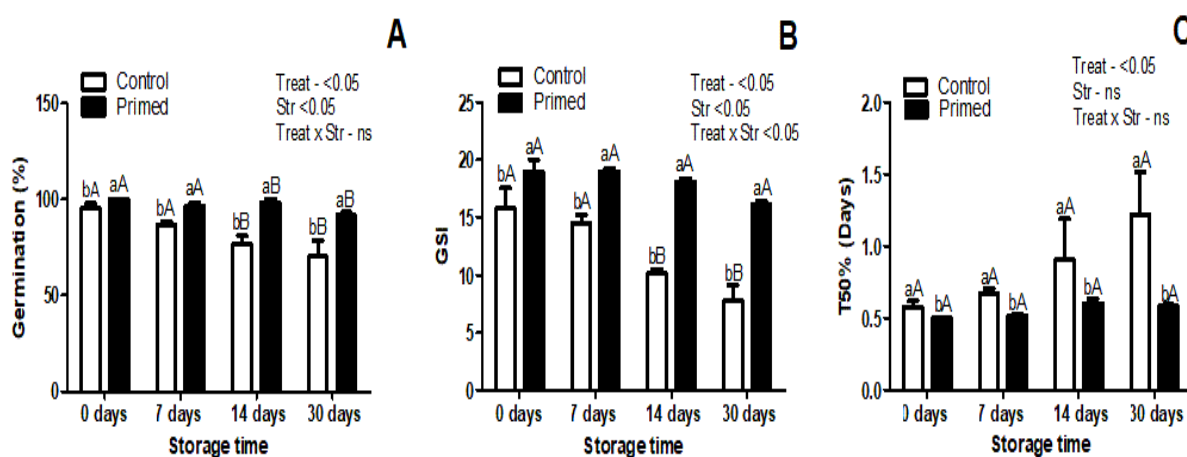 A
Control
Primed
Treat - <0.05
Str <0.05
Treat x Str - ns
Germination (%)
150
100
50
0
bA aA bA aA bB aB bB aB
0 days 7 days 14 days 30 days
Storage time
B
Control
Primed
Treat - <0.05
Str <0.05
Treat x Str <0.05
GSI
25
20
15
10
5
0
bA aA bA aA bB aA bB aA
0 days 7 days 14 days 30 days
Storage time
C
Control
Primed
Treat - <0.05
Str - ns
Treat x Str - ns
T50% (Days)
2.0
1.5
1.0
0.5
0.0
aA bA aA bA aA bA aA bA
0 days 7 days 14 days 30 days
Storage time